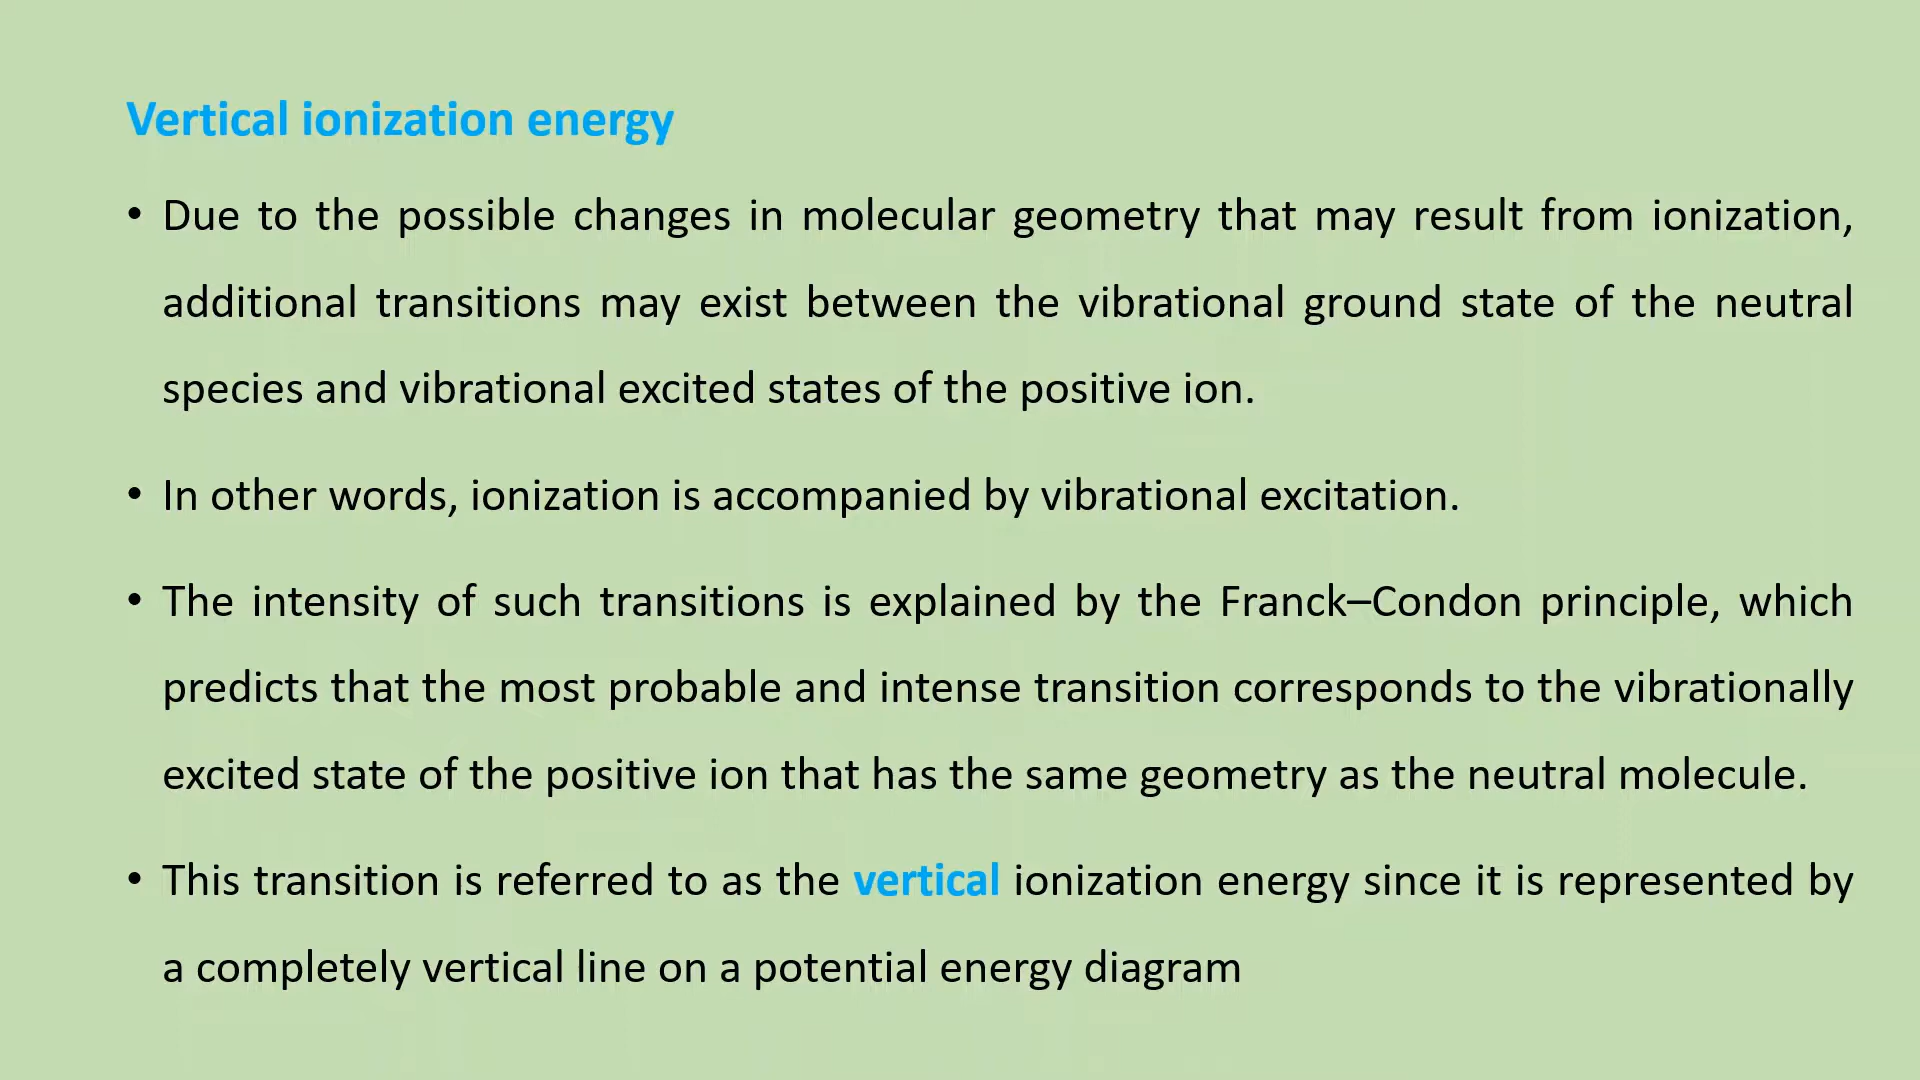 Vertical ionization energy
• Due to the possible changes in molecular geometry that may result from ionization,
additional transitions may exist between the vibrational ground state of the neutral
species and vibrational excited states of the positive ion.
• In other words, ionization is accompanied by vibrational excitation.
• The intensity of such transitions is explained by the Franck–Condon principle, which
predicts that the most probable and intense transition corresponds to the vibrationally
excited state of the positive ion that has the same geometry as the neutral molecule.
• This transition is referred to as the vertical ionization energy since it is represented by
a completely vertical line on a potential energy diagram